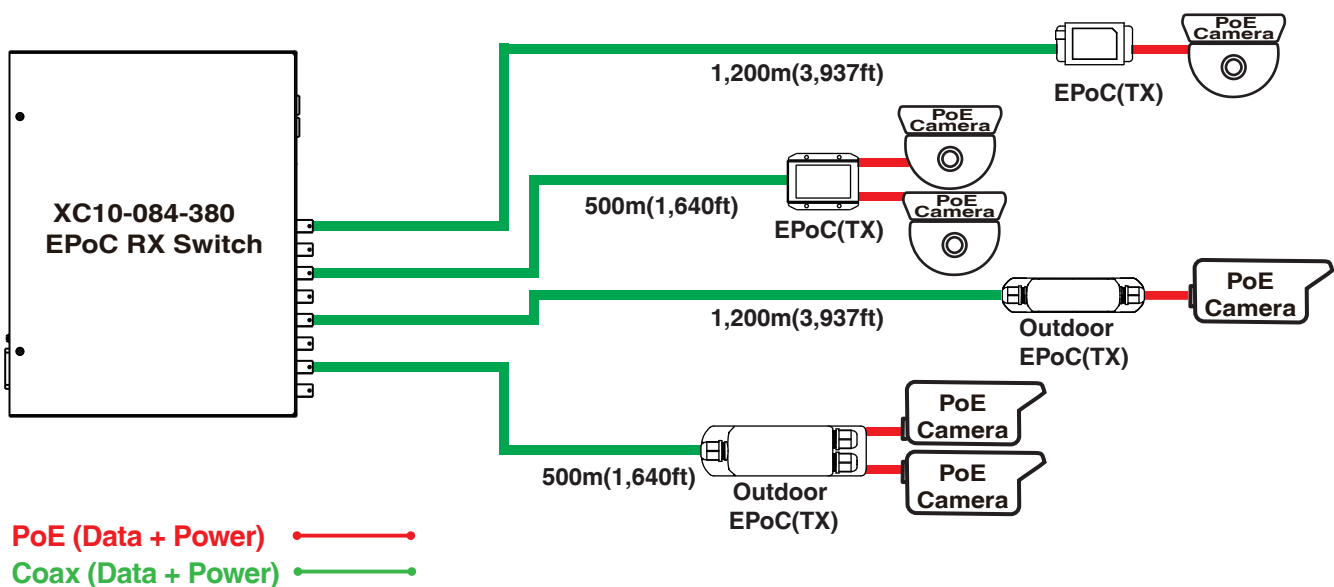 PoE
Camera
1,200m(3,937ft)
EPoC(TX)
PoE
Camera
XC10-084-380
EPoC RX Switch
500m(1,640ft)
EPoC(TX)
PoE
Camera
PoE
Camera
1,200m(3,937ft)
Outdoor
EPoC(TX)
PoE
Camera
500m(1,640ft)
Outdoor
EPoC(TX)
PoE
Camera
PoE (Data + Power)
Coax (Data + Power)